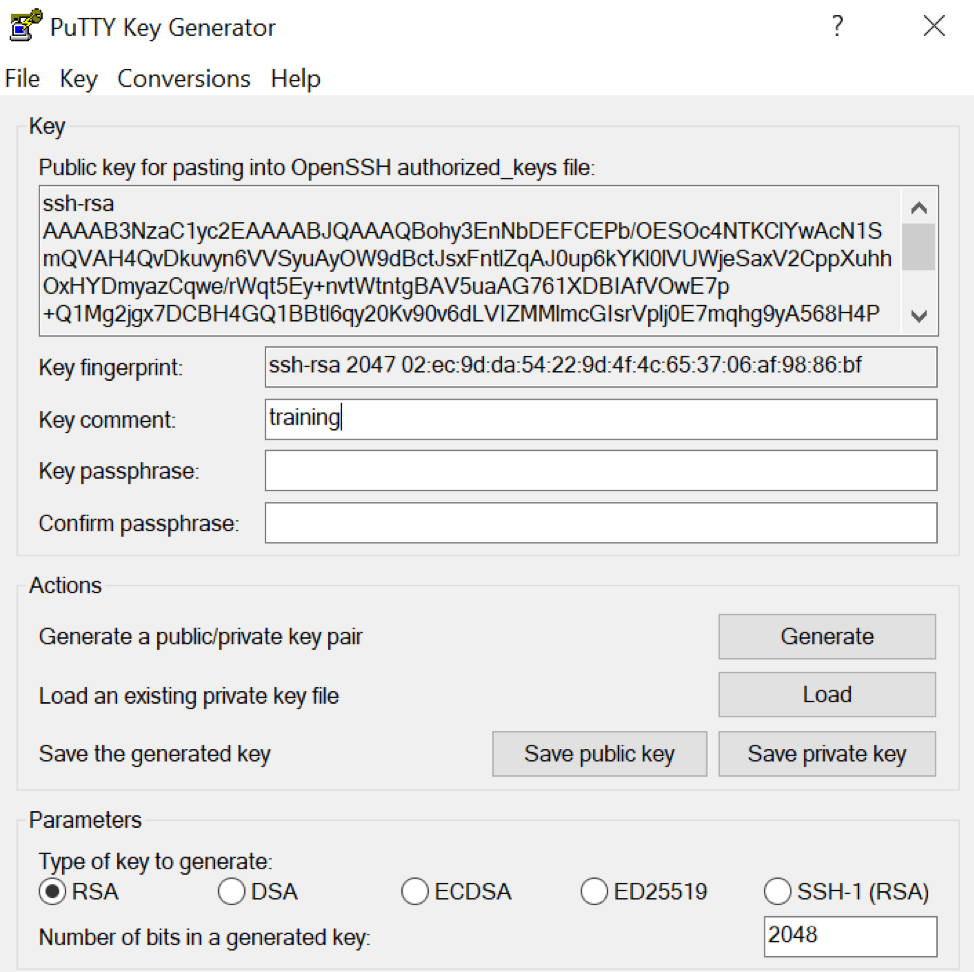 PuTTY Key Generator
?
File Key Conversions Help
Key
Public key for pasting into OpenSSH authorized_keys file:
ssh-rsa
AAAAB3NzaC1yc2EAAAABJQAAAQBohy3EnNbDEFCEPb/OESOc4NTKClYwAcN1S
mQVAH4QvDkuvyn6VVSyuAyOW9dBctJsxFntlZqAJ0up6kYKl0lVUWjeSaxV2CppXuhh
OxHYDmyazCqwe/rWqt5Ey+nvtWtntgBAV5uaAG761XDBIAfVOwE7p
+Q1Mg2jgx7DCBH4GQ1BBtl6qy20Kv90v6dLVIZMMlmcGIsrVplj0E7mqhg9yA568H4P
Key fingerprint: ssh-rsa 2047 02:ec:9d:da:54:22:9d:4f:4c:65:37:06:af:98:86:bf
Key comment: training
Key passphrase:
Confirm passphrase:
Actions
Generate a public/private key pair Generate
Load an existing private key file Load
Save the generated key Save public key Save private key
Parameters
Type of key to generate:
RSA DSA ECDSA ED25519 SSH-1 (RSA)
Number of bits in a generated key: 2048